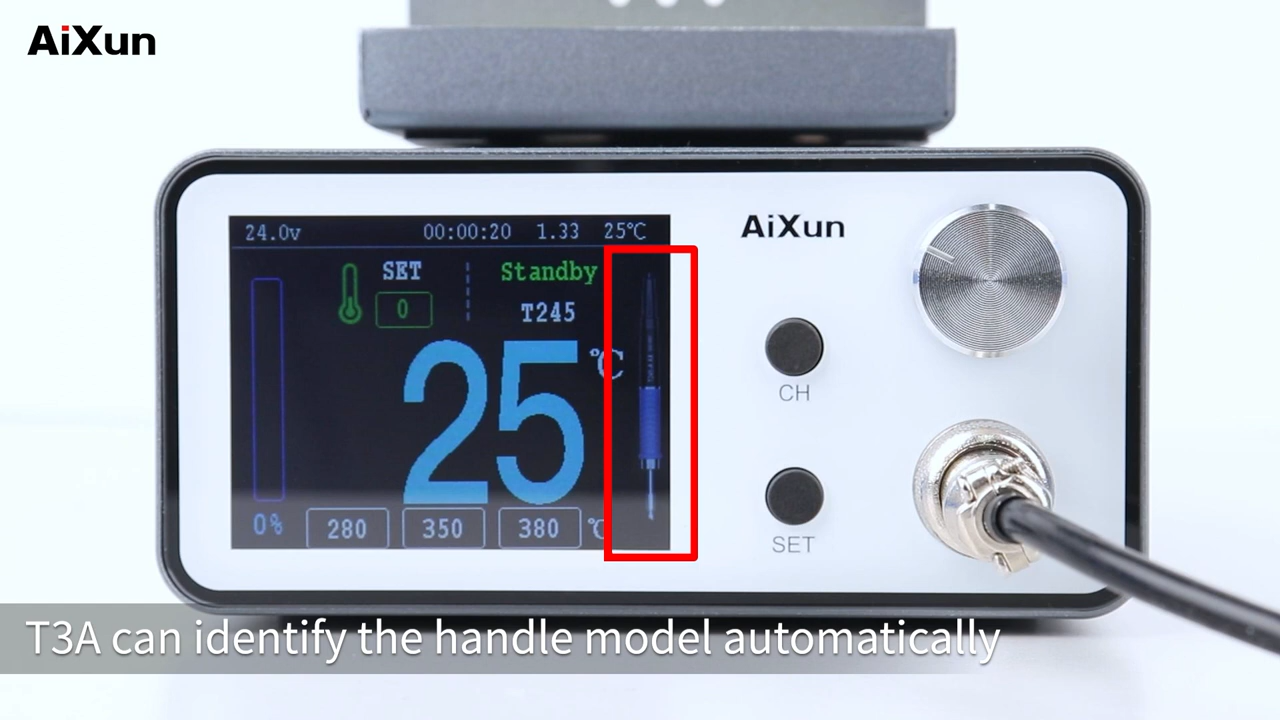 AiXun
24.0v 00:00:20 1.33 25℃
SET
Standby
0
T245
25 ℃
0% 280 350 380 ℃
AiXun
CH
SET
T3A can identify the handle model automatically